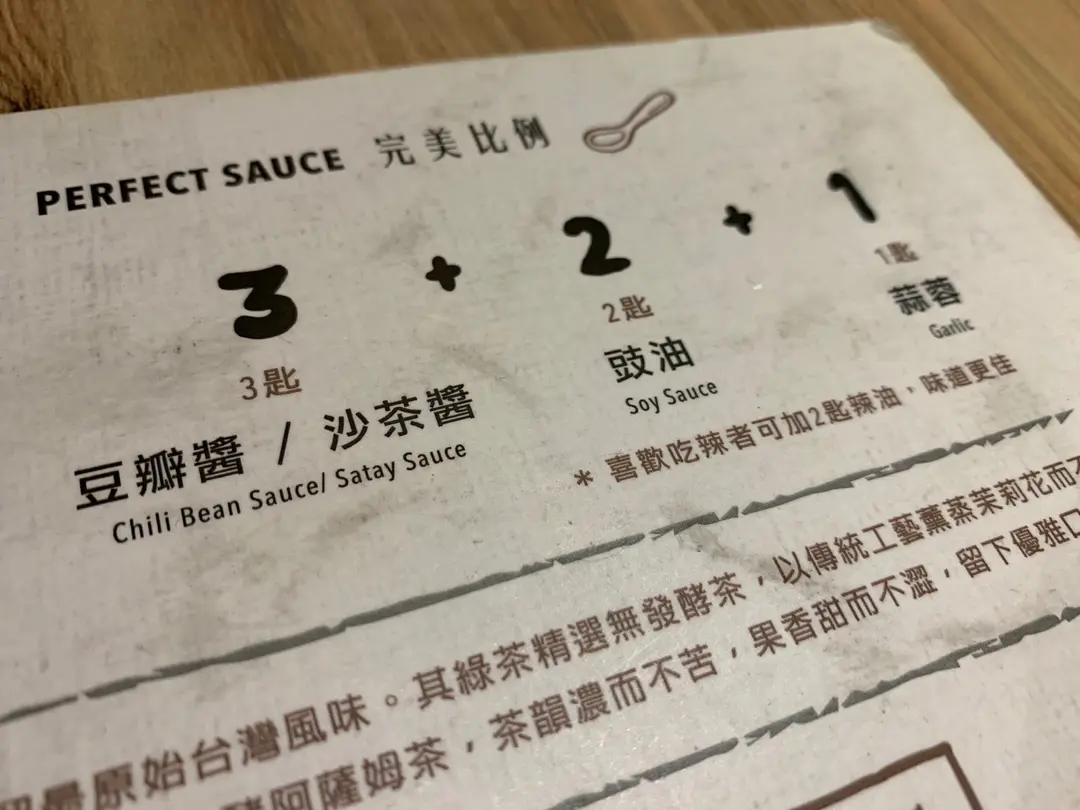 PERFECT SAUCE 完美比例
3 + 2 + 1
3匙 2匙 1匙
豆瓣醬 / 沙茶醬 豉油 蒜蓉
Chili Bean Sauce/ Satay Sauce Soy Sauce Garlic
* 喜歡吃辣者可加2匙辣油，味道更佳
最原始台灣風味。其綠茶精選無發酵茶，以傳統工藝薰蒸茉莉花而不
酵阿薩姆茶，茶韻濃而不苦，果香甜而不澀，留下優雅口